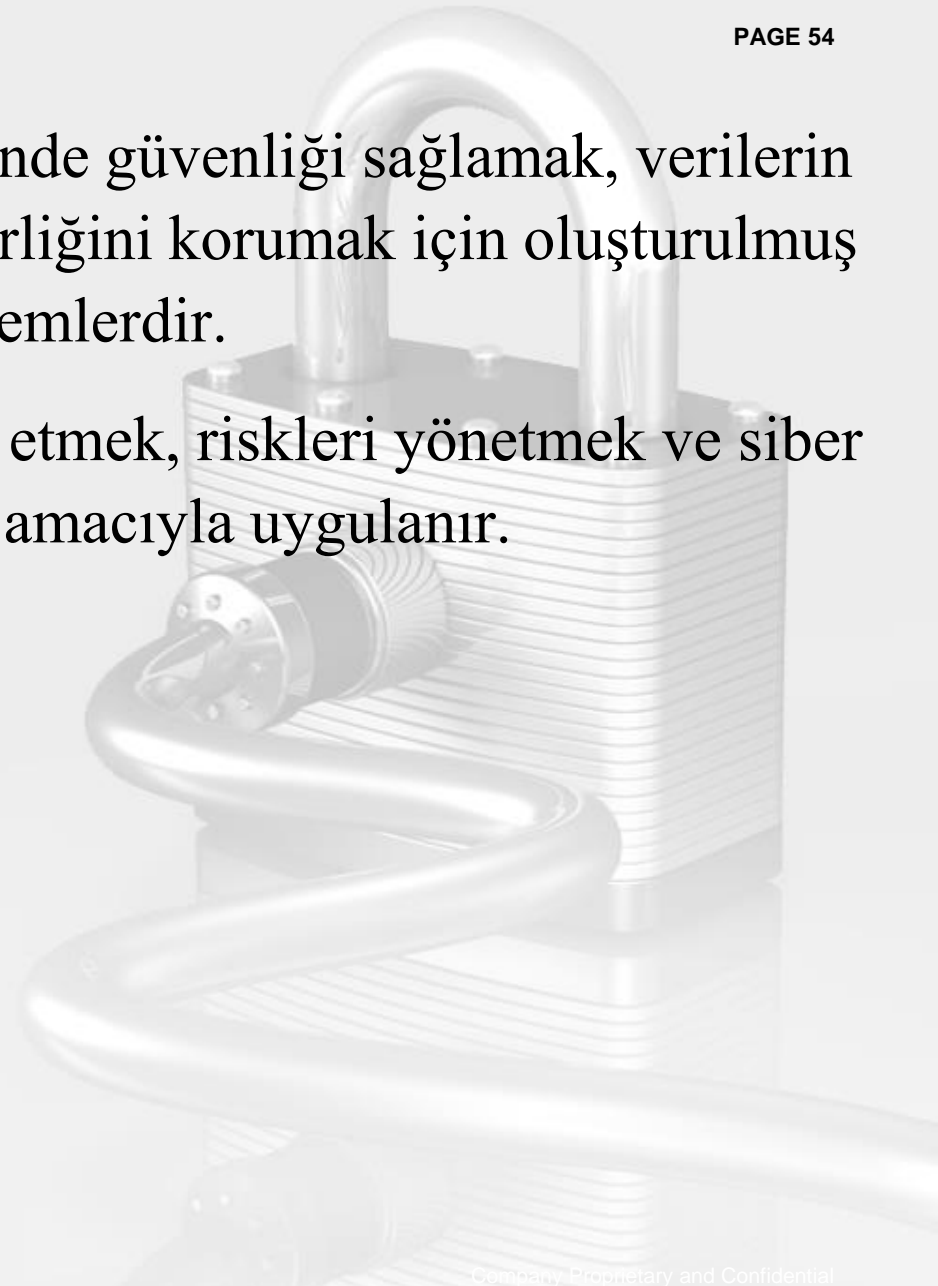 PAGE 54
nde güvenliği sağlamak, verilerin
rliğini korumak için oluşturulmuş
emlerdir.
etmek, riskleri yönetmek ve siber
amacıyla uygulanır.
Company Proprietary and Confidential